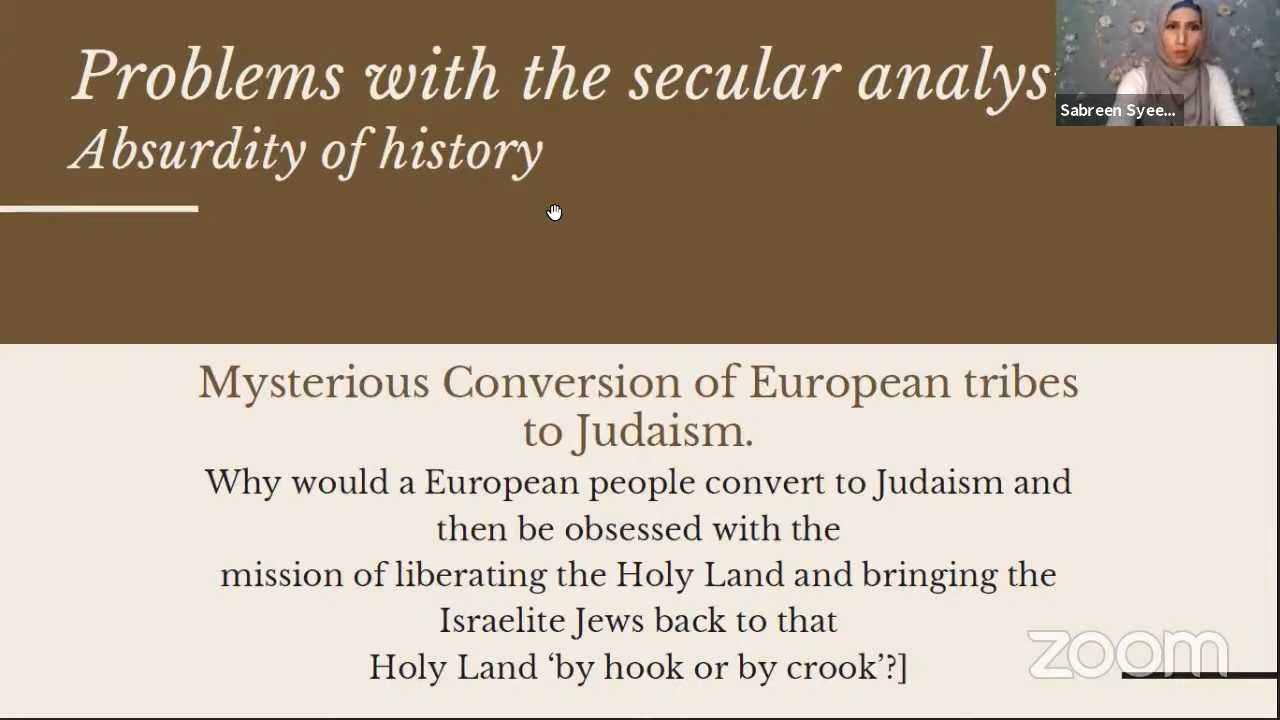 Problems with the secular analys
Absurdity of history
Sabreen Syee...
Mysterious Conversion of European tribes
to Judaism.
Why would a European people convert to Judaism and
then be obsessed with the
mission of liberating the Holy Land and bringing the
Israelite Jews back to that
Holy Land ‘by hook or by crook’?]
zoom